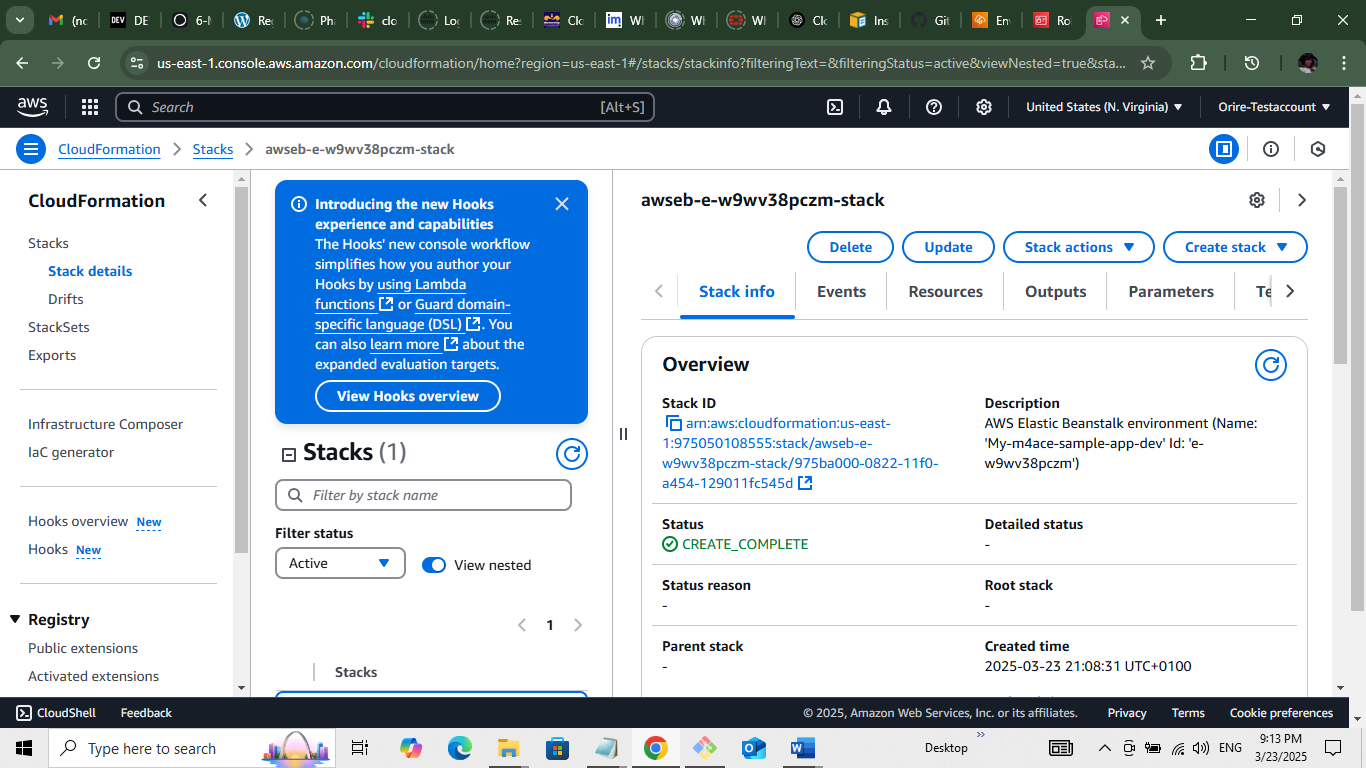 (no
DE
6-M
Re
Pha
clo
Lo
Re
Clo
Wh
Wh
Wh
Clo
Ins
Git
En
Ro
us-east-1.console.aws.amazon.com/cloudformation/home?region=us-east-1#/stacks/stackinfo?filteringText=&filteringStatus=active&viewNested=true&sta...
aws
Search
[Alt+S]
United States (N. Virginia)
Orire-Testaccount
CloudFormation
Stacks
awseb-e-w9wv38pczm-stack
CloudFormation
Stacks
Stack details
Drifts
StackSets
Exports
Infrastructure Composer
IaC generator
Hooks overview New
Hooks New
Registry
Public extensions
Activated extensions
Introducing the new Hooks
experience and capabilities
The Hooks' new console workflow
simplifies how you author your
Hooks by using Lambda
functions or Guard domain-
specific language (DSL). You
can also learn more about the
expanded evaluation targets.
View Hooks overview
Stacks (1)
Filter by stack name
Filter status
Active
View nested
1
Stacks
awseb-e-w9wv38pczm-stack
Delete
Update
Stack actions
Create stack
Stack info
Events
Resources
Outputs
Parameters
Te
Overview
Stack ID
arn:aws:cloudformation:us-east-
1:975050108555:stack/awseb-e-
w9wv38pczm-stack/975ba000-0822-11f0-
a454-129011fc545d
Description
AWS Elastic Beanstalk environment (Name:
'My-m4ace-sample-app-dev' Id: 'e-
w9wv38pczm')
Status
CREATE_COMPLETE
Detailed status
-
Status reason
-
Root stack
-
Parent stack
-
Created time
2025-03-23 21:08:31 UTC+0100
CloudShell
Feedback
© 2025, Amazon Web Services, Inc. or its affiliates.
Privacy
Terms
Cookie preferences
Type here to search
Desktop
ENG
9:13 PM
3/23/2025